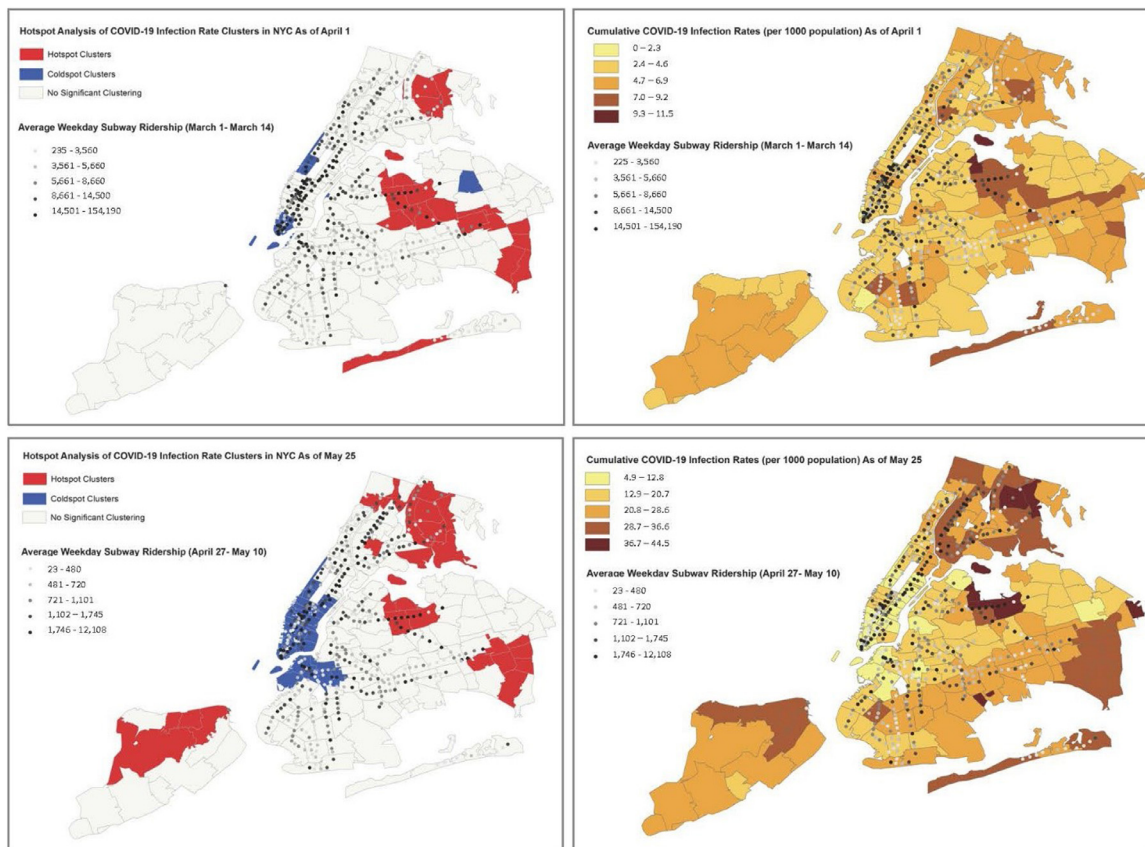 Hotspot Analysis of COVID-19 Infection Rate Clusters in NYC As of April 1
Hotspot Clusters
Coldspot Clusters
No Significant Clustering
Average Weekday Subway Ridership (March 1- March 14)
235 - 3,560
3,561 - 5,660
5,661 - 8,660
8,661 - 14,500
14,501 - 154,190
Cumulative COVID-19 Infection Rates (per 1000 population) As of April 1
0 – 2.3
2.4 – 4.6
4.7 – 6.9
7.0 – 9.2
9.3 – 11.5
Average Weekday Subway Ridership (March 1- March 14)
225 - 3,560
3,561 - 5,660
5,661 - 8,660
8,661 - 14,500
14,501 - 154,190
Hotspot Analysis of COVID-19 Infection Rate Clusters in NYC As of May 25
Hotspot Clusters
Coldspot Clusters
No Significant Clustering
Average Weekday Subway Ridership (April 27- May 10)
23 - 480
481 - 720
721 - 1,101
1,102 – 1,745
1,746 - 12,108
Cumulative COVID-19 Infection Rates (per 1000 population) As of May 25
4.9 – 12.8
12.9 – 20.7
20.8 – 28.6
28.7 – 36.6
36.7 – 44.5
Average Weekday Subway Ridership (April 27- May 10)
23 - 480
481 - 720
721 - 1,101
1,102 – 1,745
1,746 - 12,108